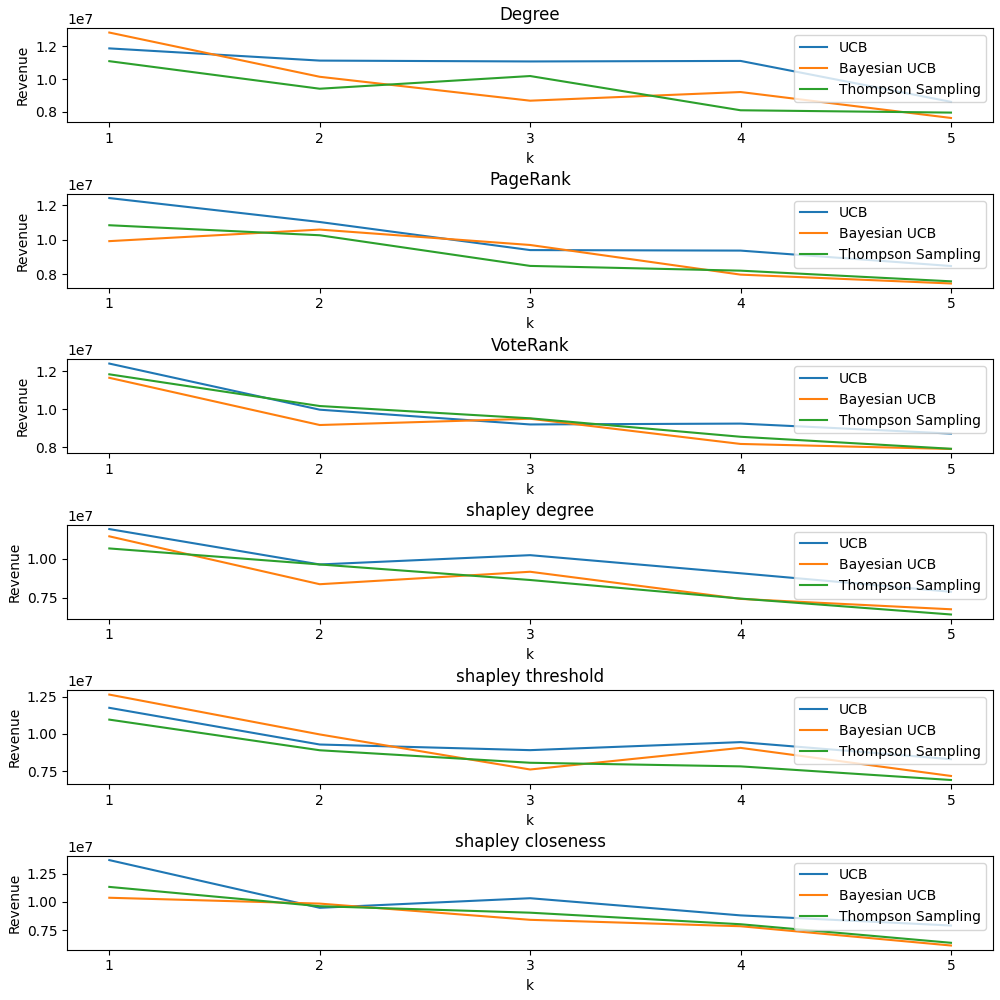 Degree
1e7
Revenue
1.2
1.0
0.8
UCB
Bayesian UCB
Thompson Sampling
1 2 3 4 5
k
PageRank
1e7
Revenue
1.2
1.0
0.8
UCB
Bayesian UCB
Thompson Sampling
1 2 3 4 5
k
VoteRank
1e7
Revenue
1.2
1.0
0.8
UCB
Bayesian UCB
Thompson Sampling
1 2 3 4 5
k
shapley degree
1e7
Revenue
1.00
0.75
UCB
Bayesian UCB
Thompson Sampling
1 2 3 4 5
k
shapley threshold
1e7
Revenue
1.25
1.00
0.75
UCB
Bayesian UCB
Thompson Sampling
1 2 3 4 5
k
shapley closeness
1e7
Revenue
1.25
1.00
0.75
UCB
Bayesian UCB
Thompson Sampling
1 2 3 4 5
k